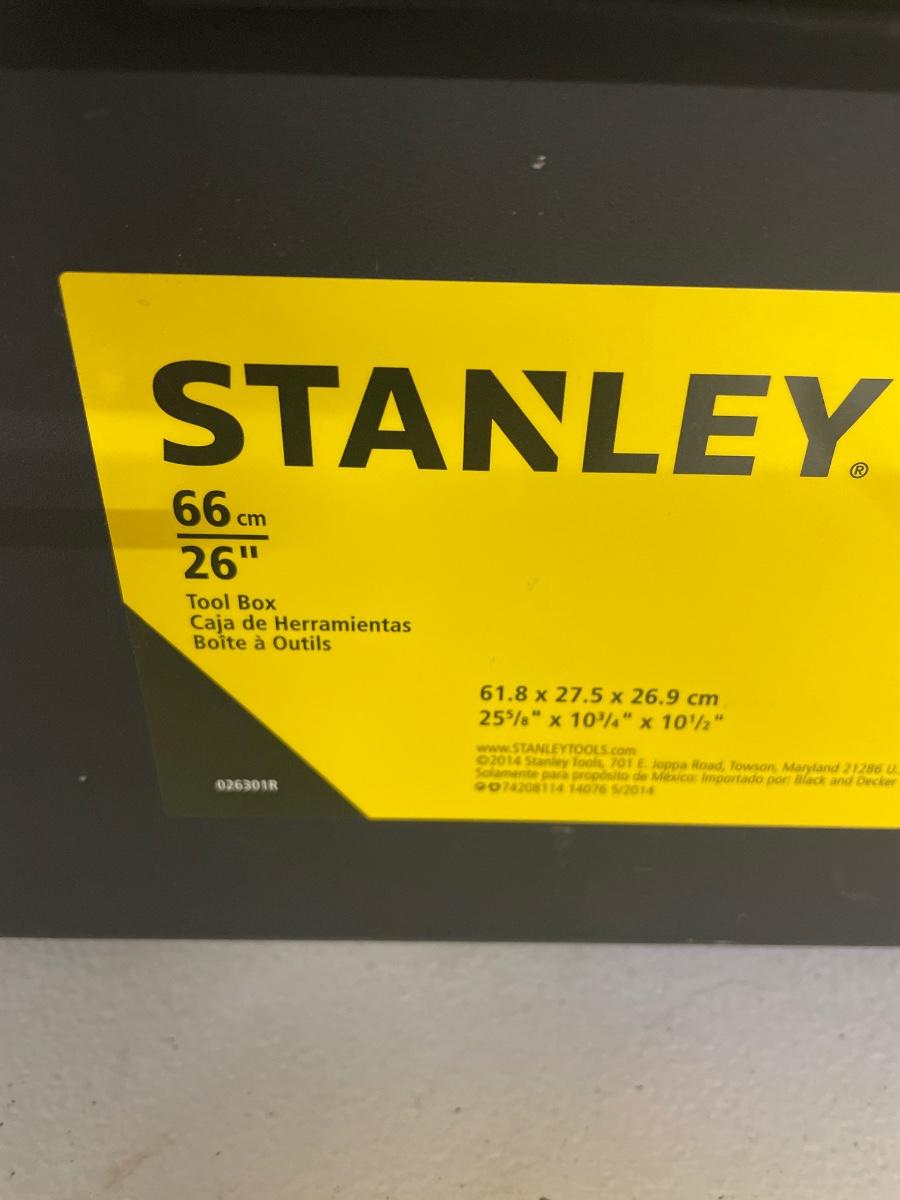 STANLEY®
66 cm
26"
Tool Box
Caja de Herramientas
Boîte à Outils
61.8 x 27.5 x 26.9 cm
25⁵/₈" x 10³/₄" x 10¹/₂"
www.STANLEYTOOLS.com
©2014 Stanley Tools, 701 E. Joppa Road, Towson, Maryland 21286 U.
Solamente para propósito de México: Importado por: Black and Decker
74208114 14076 5/2014
026301R